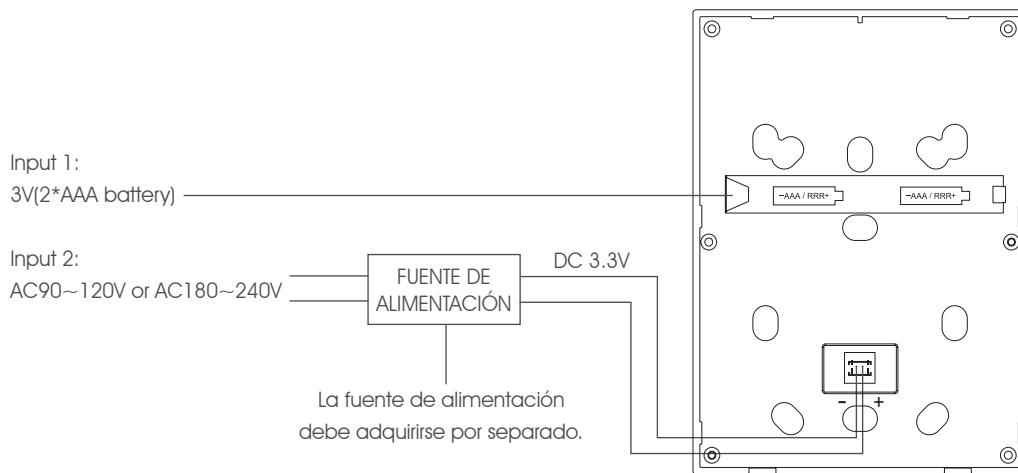 Input 1:
3V(2*AAA battery)
−AAA / RRR+
−AAA / RRR+
Input 2:
AC90~120V or AC180~240V
FUENTE DE
ALIMENTACIÓN
DC 3.3V
- +
La fuente de alimentación
debe adquirirse por separado.